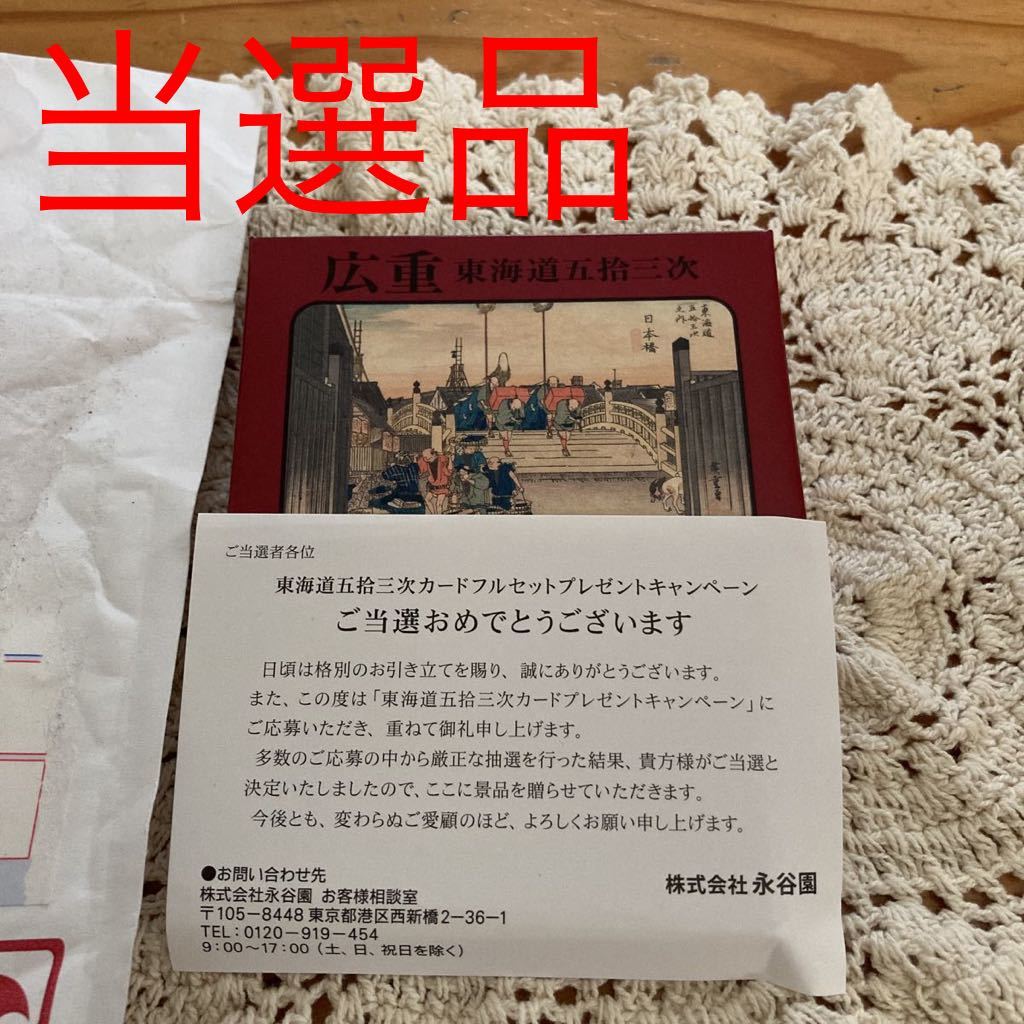 当選品
広重 東海道五拾三次
東海道
五拾三次
之内
日本橋
ご当選者各位
東海道五拾三次カードフルセットプレゼントキャンペーン
ご当選おめでとうございます
日頃は格別のお引き立てを賜り、誠にありがとうございます。
また、この度は「東海道五拾三次カードプレゼントキャンペーン」に
ご応募いただき、重ねて御礼申し上げます。
多数のご応募の中から厳正な抽選を行った結果、貴方様がご当選と
決定いたしましたので、ここに景品を贈らせていただきます。
今後とも、変わらぬご愛顧のほど、よろしくお願い申し上げます。
●お問い合わせ先
株式会社永谷園 お客様相談室
〒105－8448 東京都港区西新橋2－36－1
TEL：0120－919－454
9：00～17：00（土、日、祝日を除く）
株式会社 永谷園